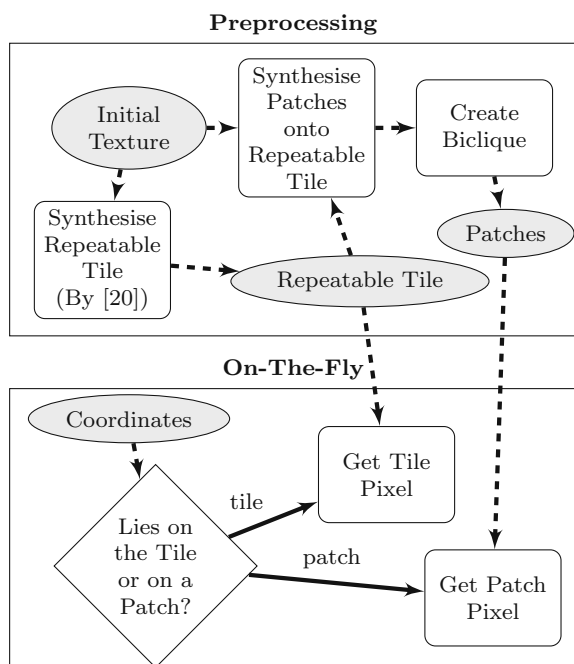 Preprocessing
Initial
Texture
Synthesise
Patches
onto
Repeatable
Tile
Create
Biclique
Synthesise
Repeatable
Tile
(By [20])
Repeatable Tile
Patches
On-The-Fly
Coordinates
Lies on
the Tile
or on a
Patch?
tile
Get Tile
Pixel
patch
Get Patch
Pixel